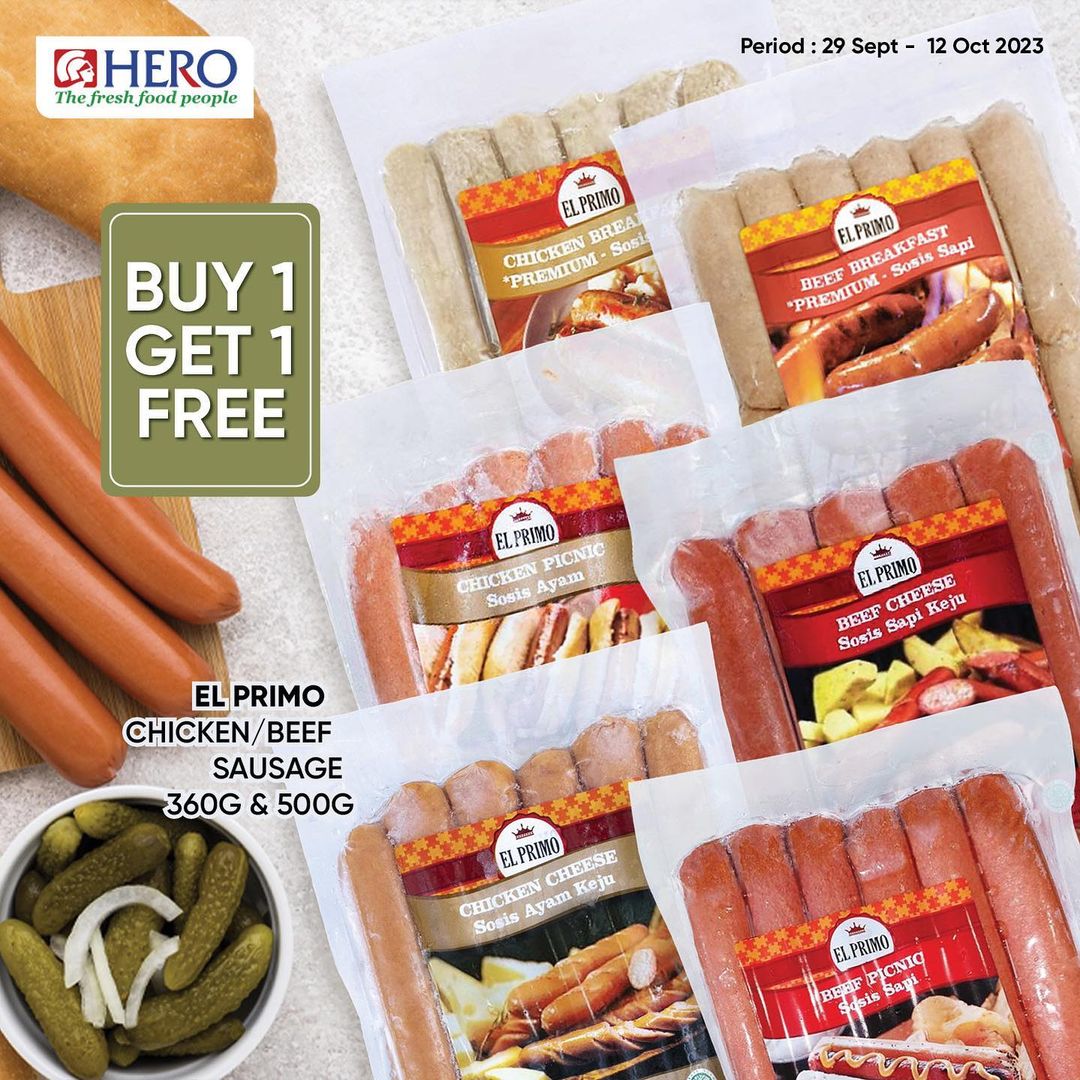 HERO
The fresh food people
Period : 29 Sept - 12 Oct 2023
BUY 1
GET 1
FREE
EL PRIMO
CHICKEN
*PREMIUM - Sosis
EL PRIMO
BEEF BREAKFAST
*PREMIUM - Sosis Sapi
EL PRIMO
CHICKEN PICNIC
Sosis Ayam
EL PRIMO
BEEF CHEESE
Sosis Sapi Keju
EL PRIMO
CHICKEN/BEEF
SAUSAGE
360G & 500G
EL PRIMO
CHICKEN CHEESE
Sosis Ayam Keju
EL PRIMO
BEEF PICNIC
Sosis Sapi